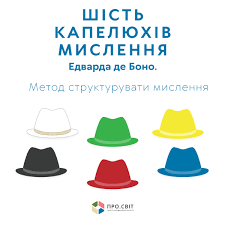 ШІСТЬ
КАПЕЛЮХІВ
МИСЛЕННЯ
Едварда де Боно.
Метод структурувати мислення
ПРО.СВІТ